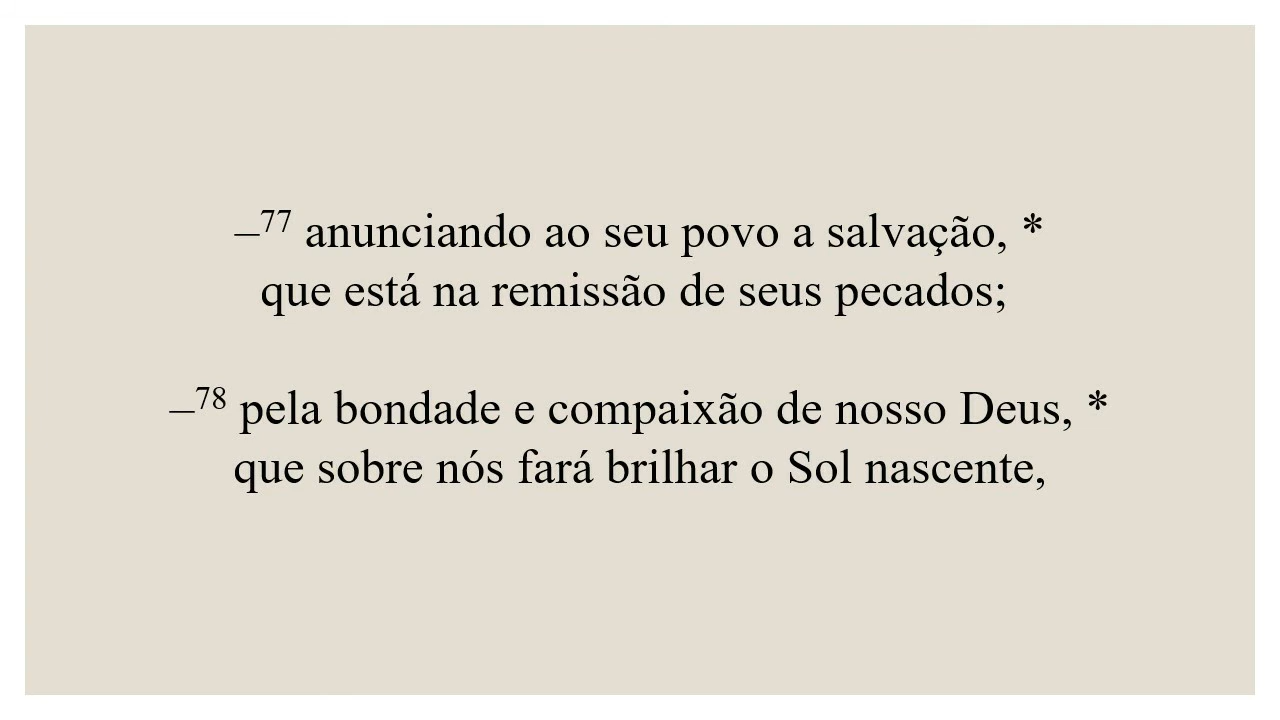 –77 anunciando ao seu povo a salvação, *
que está na remissão de seus pecados;
–78 pela bondade e compaixão de nosso Deus, *
que sobre nós fará brilhar o Sol nascente,